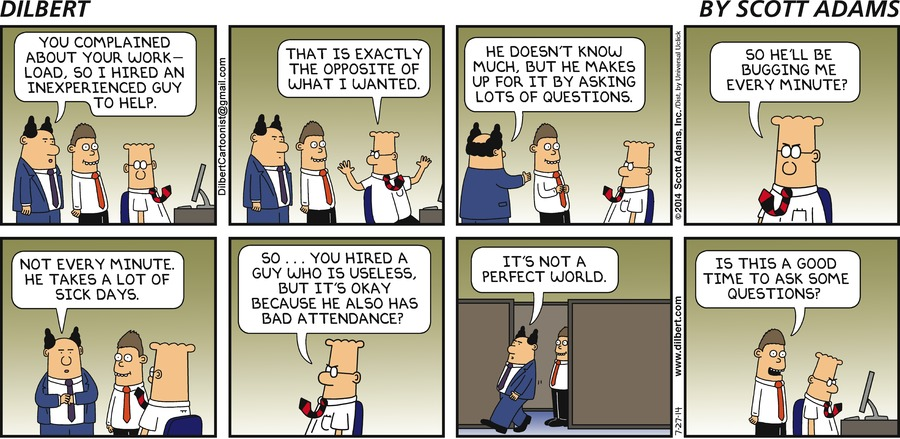 DILBERT
BY SCOTT ADAMS
YOU COMPLAINED
ABOUT YOUR WORK–
LOAD, SO I HIRED AN
INEXPERIENCED GUY
TO HELP.
DilbertCartoonist@gmail.com
THAT IS EXACTLY
THE OPPOSITE OF
WHAT I WANTED.
HE DOESN'T KNOW
MUCH, BUT HE MAKES
UP FOR IT BY ASKING
LOTS OF QUESTIONS.
©2014 Scott Adams, Inc. /Dist. by Universal Uclick
SO HE'LL BE
BUGGING ME
EVERY MINUTE?
NOT EVERY MINUTE.
HE TAKES A LOT OF
SICK DAYS.
SO . . . YOU HIRED A
GUY WHO IS USELESS,
BUT IT'S OKAY
BECAUSE HE ALSO HAS
BAD ATTENDANCE?
IT'S NOT A
PERFECT WORLD.
7-27-14 www.dilbert.com
IS THIS A GOOD
TIME TO ASK SOME
QUESTIONS?